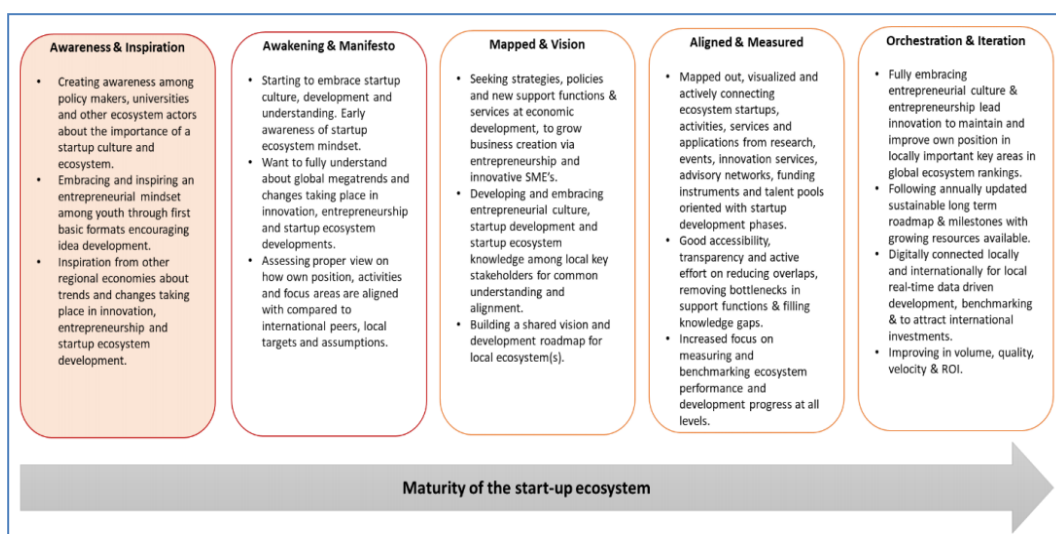 Awareness & Inspiration
• Creating awareness among
policy makers, universities
and other ecosystem actors
about the importance of a
startup culture and
ecosystem.
• Embracing and inspiring an
entrepreneurial mindset
among youth through first
basic formats encouraging
idea development.
• Inspiration from other
regional economies about
trends and changes taking
place in innovation,
entrepreneurship and
startup ecosystem
development.
Awakening & Manifesto
• Starting to embrace startup
culture, development and
understanding. Early
awareness of startup
ecosystem mindset.
• Want to fully understand
about global megatrends and
changes taking place in
innovation, entrepreneurship
and startup ecosystem
developments.
• Assessing proper view on
how own position, activities
and focus areas are aligned
with compared to
international peers, local
targets and assumptions.
Mapped & Vision
• Seeking strategies, policies
and new support functions &
services at economic
development, to grow
business creation via
entrepreneurship and
innovative SME's.
• Developing and embracing
entrepreneurial culture,
startup development and
startup ecosystem
knowledge among local key
stakeholders for common
understanding and
alignment.
• Building a shared vision and
development roadmap for
local ecosystem(s).
Aligned & Measured
• Mapped out, visualized and
actively connecting
ecosystem startups,
activities, services and
applications from research,
events, innovation services,
advisory networks, funding
instruments and talent pools
oriented with startup
development phases.
• Good accessibility,
transparency and active
effort on reducing overlaps,
removing bottlenecks in
support functions & filling
knowledge gaps.
• Increased focus on
measuring and
benchmarking ecosystem
performance and
development progress at all
levels.
Orchestration & Iteration
• Fully embracing
entrepreneurial culture &
entrepreneurship lead
innovation to maintain and
improve own position in
locally important key areas in
global ecosystem rankings.
• Following annually updated
sustainable long term
roadmap & milestones with
growing resources available.
• Digitally connected locally
and internationally for local
real-time data driven
development, benchmarking
& to attract international
investments.
• Improving in volume, quality,
velocity & ROI.
Maturity of the start-up ecosystem